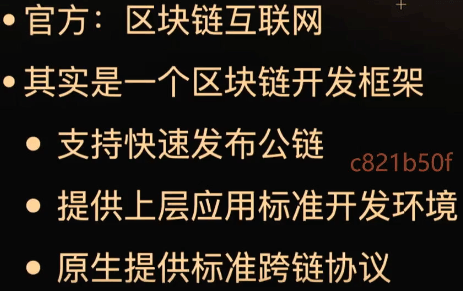 • 官方：区块链互联网
• 其实是一个区块链开发框架
• 支持快速发布公链
c821b50f
• 提供上层应用标准开发环境
• 原生提供标准跨链协议